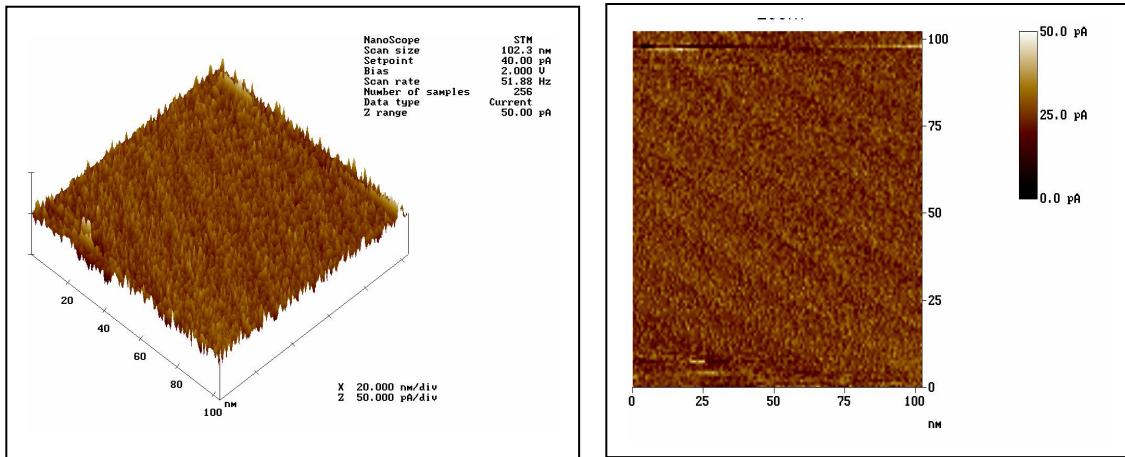 NanoScope STM
Scan size 102.3 nm
Setpoint 40.00 pA
Bias 2.000 V
Scan rate 51.88 Hz
Number of samples 256
Data type Current
Z range 50.00 pA
20
40
60
80
100
nm
X 20.000 nm/div
Z 50.000 pA/div
100
75
50
25
0
0
25
50
75
100
nm
50.0 pA
25.0 pA
0.0 pA